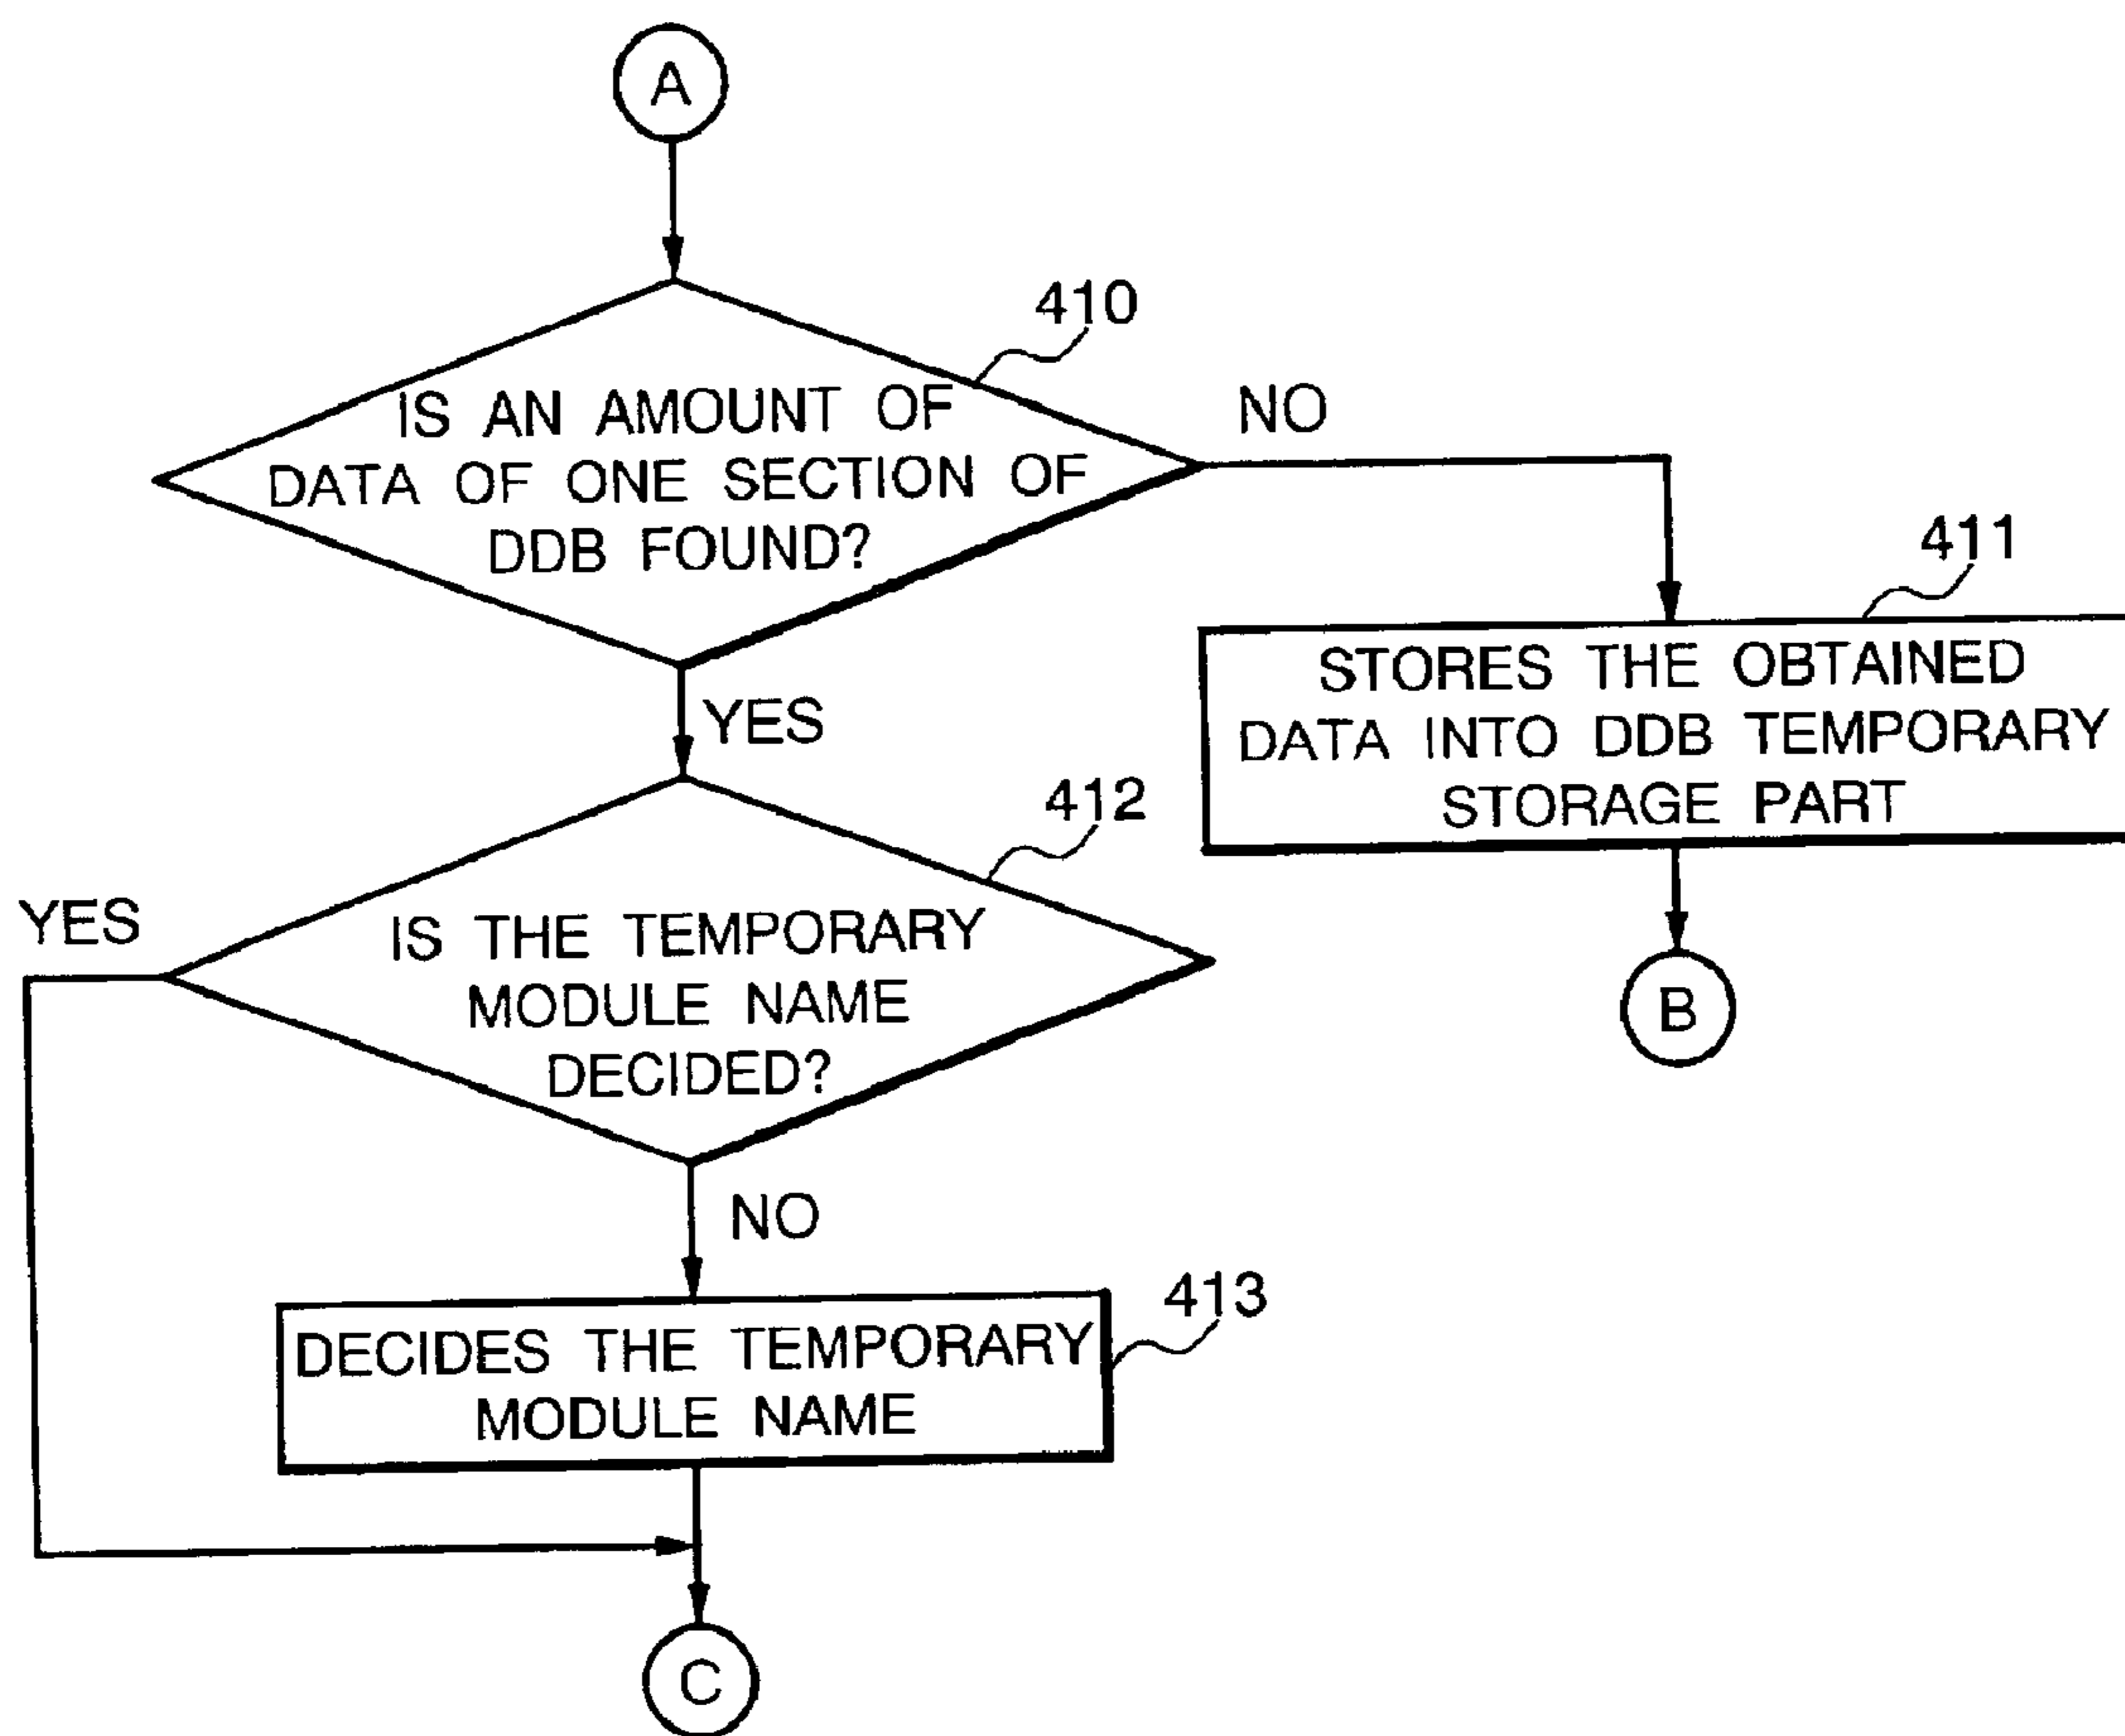 A
410
IS AN AMOUNT OF
DATA OF ONE SECTION OF
DDB FOUND?
NO
411
STORES THE OBTAINED
DATA INTO DDB TEMPORARY
STORAGE PART
B
YES
412
IS THE TEMPORARY
MODULE NAME
DECIDED?
YES
NO
413
DECIDES THE TEMPORARY
MODULE NAME
C